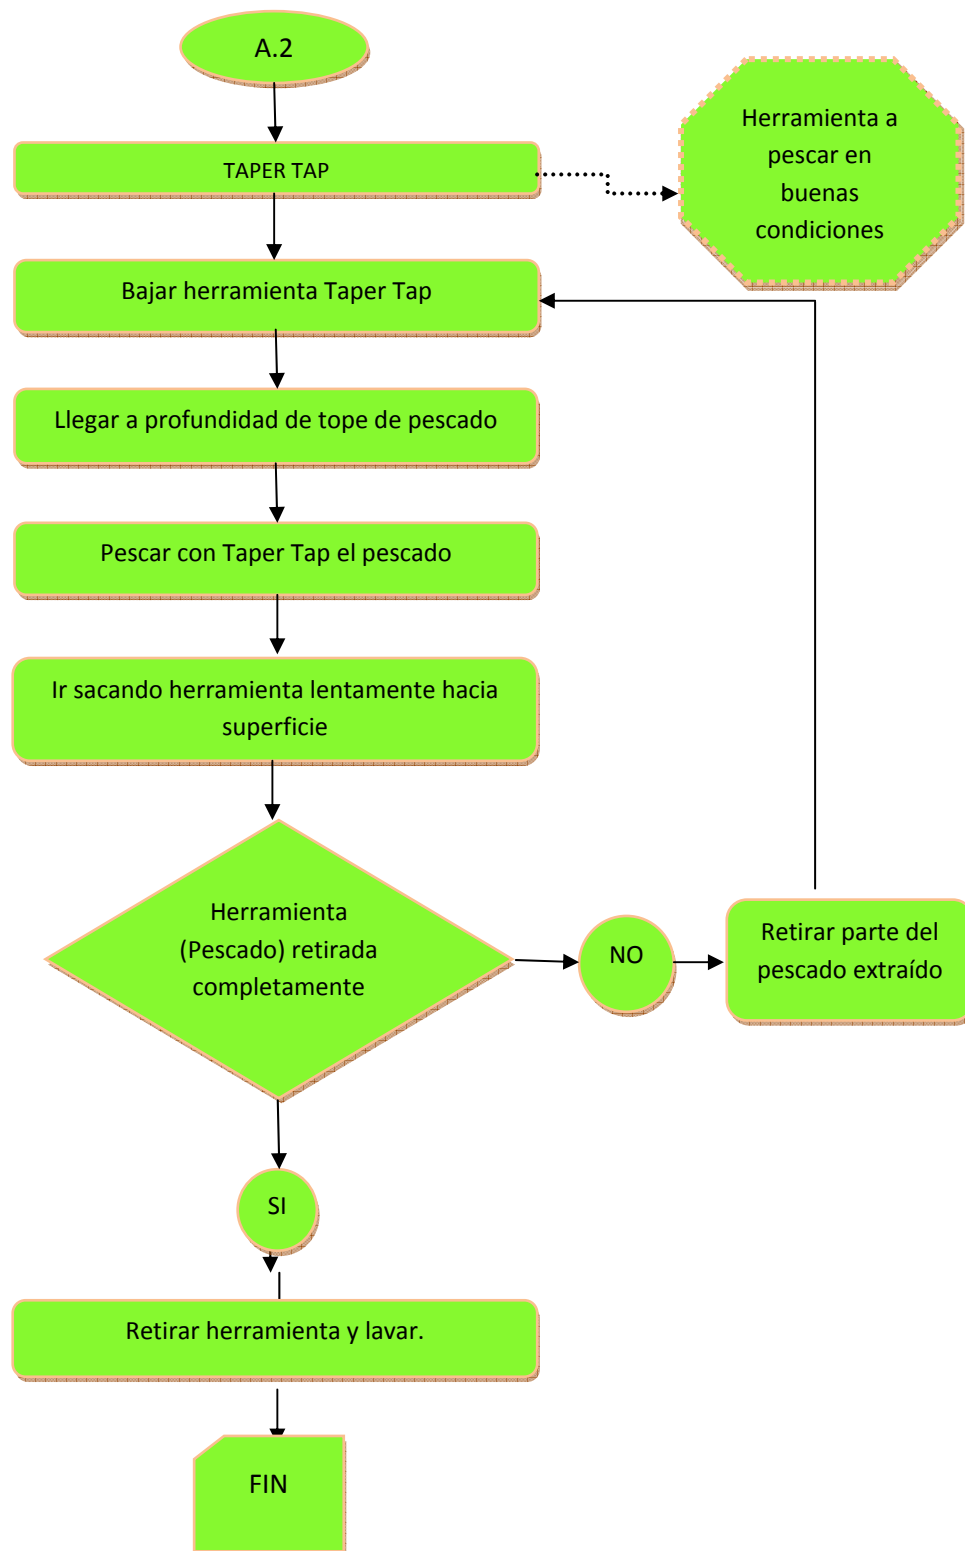 A.2
TAPER TAP
Herramienta a
pescar en
buenas
condiciones
Bajar herramienta Taper Tap
Llegar a profundidad de tope de pescado
Pescar con Taper Tap el pescado
Ir sacando herramienta lentamente hacia
superficie
Herramienta
(Pescado) retirada
completamente
NO
Retirar parte del
pescado extraído
SI
Retirar herramienta y lavar.
FIN